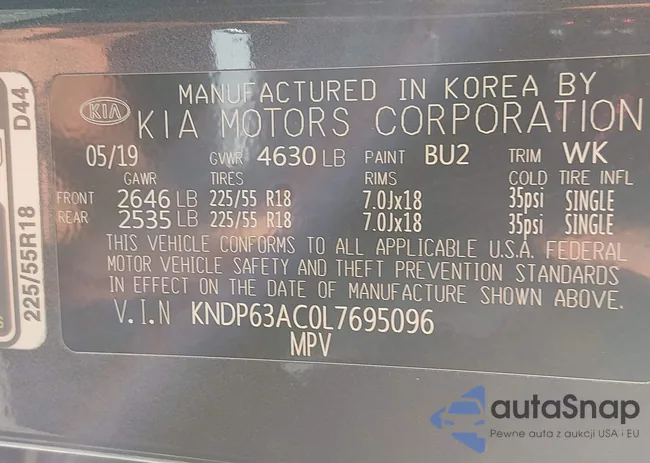 MANUFACTURED IN KOREA BY
KIA
KIA MOTORS CORPORATION
05/19 GVWR 4630 LB PAINT BU2 TRIM WK
GAWR TIRES RIMS COLD TIRE INFL
FRONT 2646 LB 225/55 R18 7.0Jx18 35psi SINGLE
REAR 2535 LB 225/55 R18 7.0Jx18 35psi SINGLE
THIS VEHICLE CONFORMS TO ALL APPLICABLE U.S.A. FEDERAL
MOTOR VEHICLE SAFETY AND THEFT PREVENTION STANDARDS
IN EFFECT ON THE DATE OF MANUFACTURE SHOWN ABOVE.
V.I.N KNDP63AC0L7695096
MPV
225/55R18 D44
autaSnap
Pewne auta z aukcji USA i EU